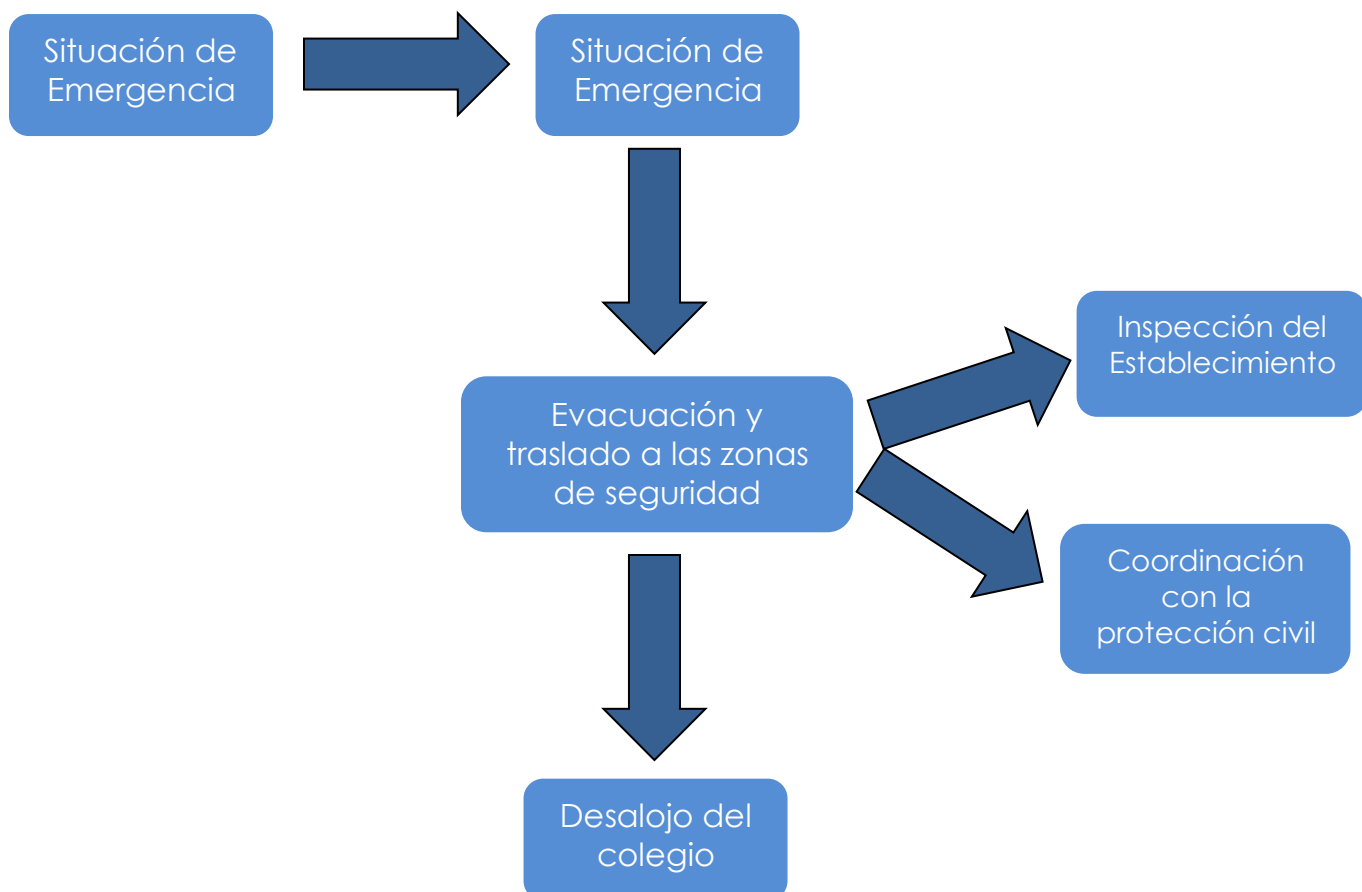 Situación de
Emergencia
Situación de
Emergencia
Evacuación y
traslado a las zonas
de seguridad
Inspección del
Establecimiento
Coordinación
con la
protección civil
Desalojo del
colegio